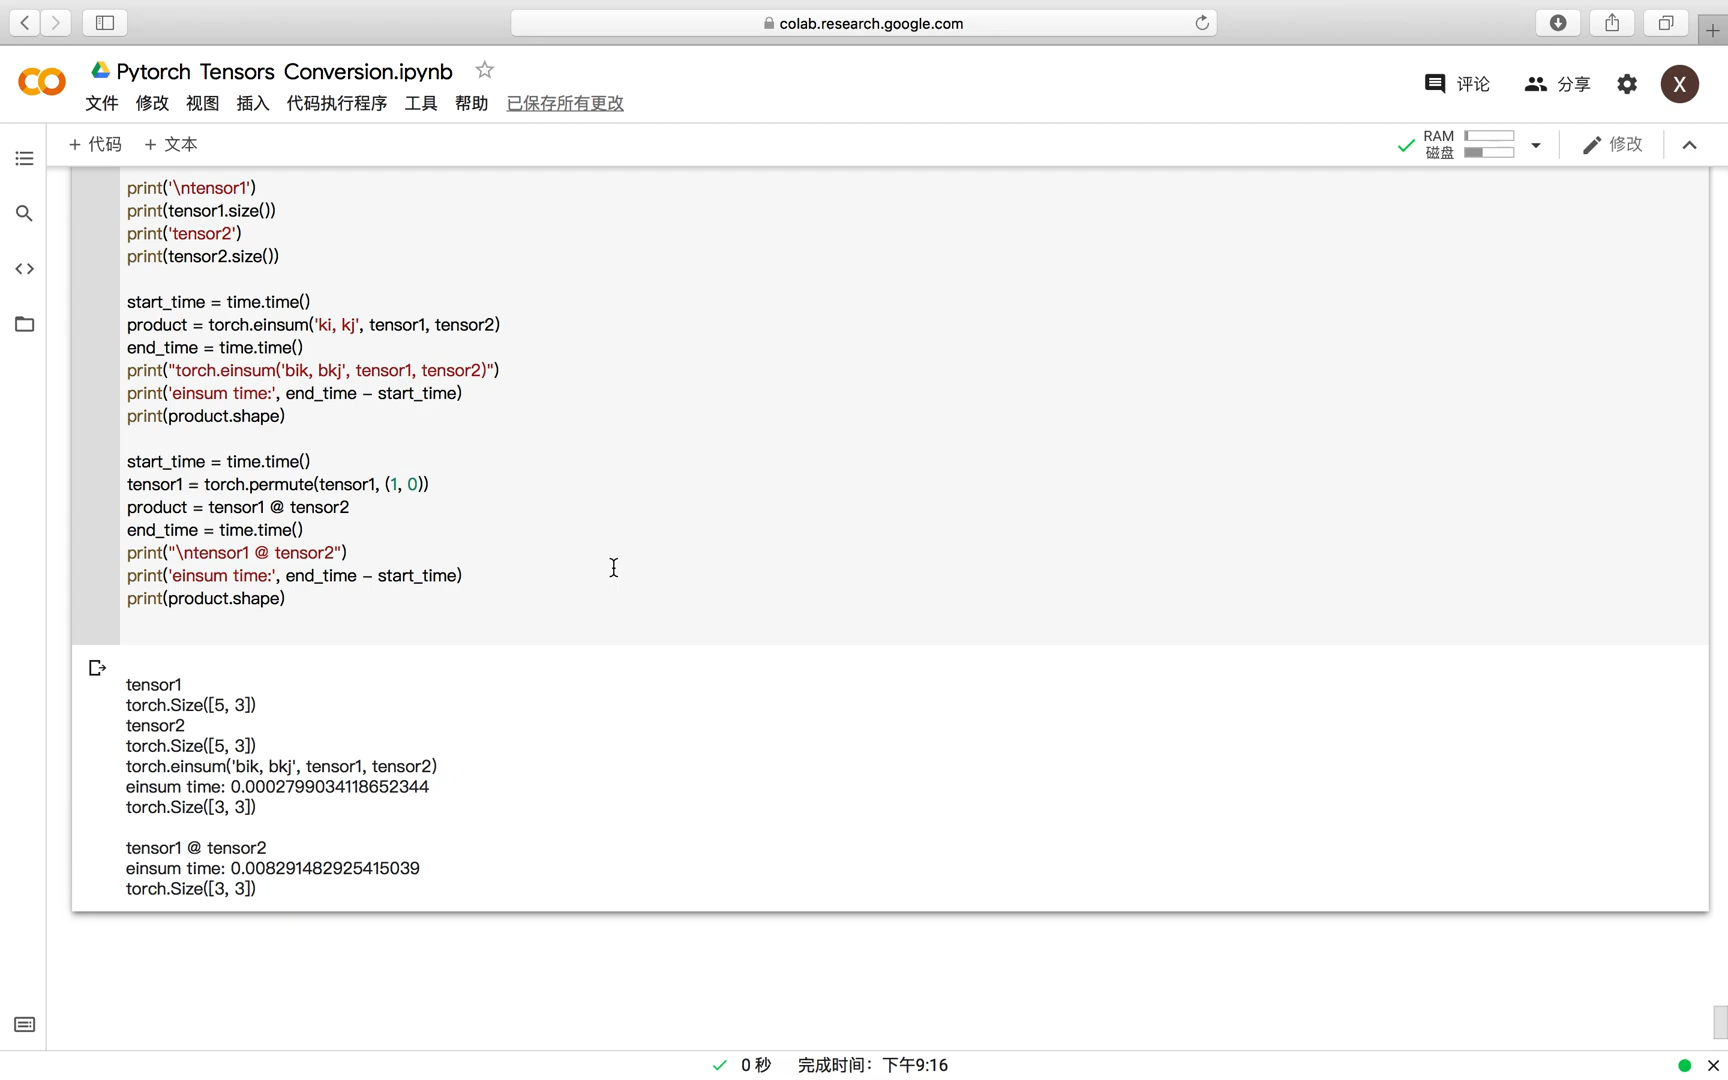 colab.research.google.com
Pytorch Tensors Conversion.ipynb
文件 修改 视图 插入 代码执行程序 工具 帮助 已保存所有更改
评论 分享 X
+ 代码 + 文本
RAM
磁盘
修改
print('\ntensor1')
print(tensor1.size())
print('tensor2')
print(tensor2.size())
start_time = time.time()
product = torch.einsum('ki, kj', tensor1, tensor2)
end_time = time.time()
print("torch.einsum('bik, bkj', tensor1, tensor2)")
print('einsum time:', end_time - start_time)
print(product.shape)
start_time = time.time()
tensor1 = torch.permute(tensor1, (1, 0))
product = tensor1 @ tensor2
end_time = time.time()
print("\ntensor1 @ tensor2")
print('einsum time:', end_time - start_time)
print(product.shape)
tensor1
torch.Size([5, 3])
tensor2
torch.Size([5, 3])
torch.einsum('bik, bkj', tensor1, tensor2)
einsum time: 0.0002799034118652344
torch.Size([3, 3])
tensor1 @ tensor2
einsum time: 0.008291482925415039
torch.Size([3, 3])
0 秒 完成时间：下午9:16